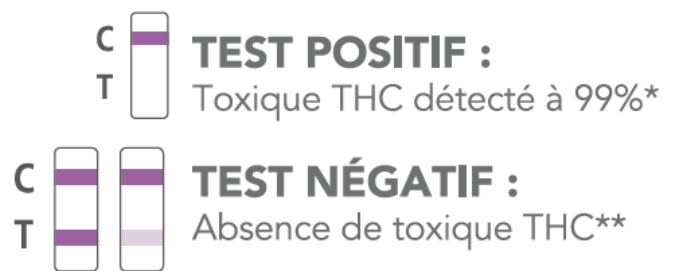 C
T
TEST POSITIF :
Toxique THC détecté à 99%*
C
T
TEST NÉGATIF :
Absence de toxique THC**